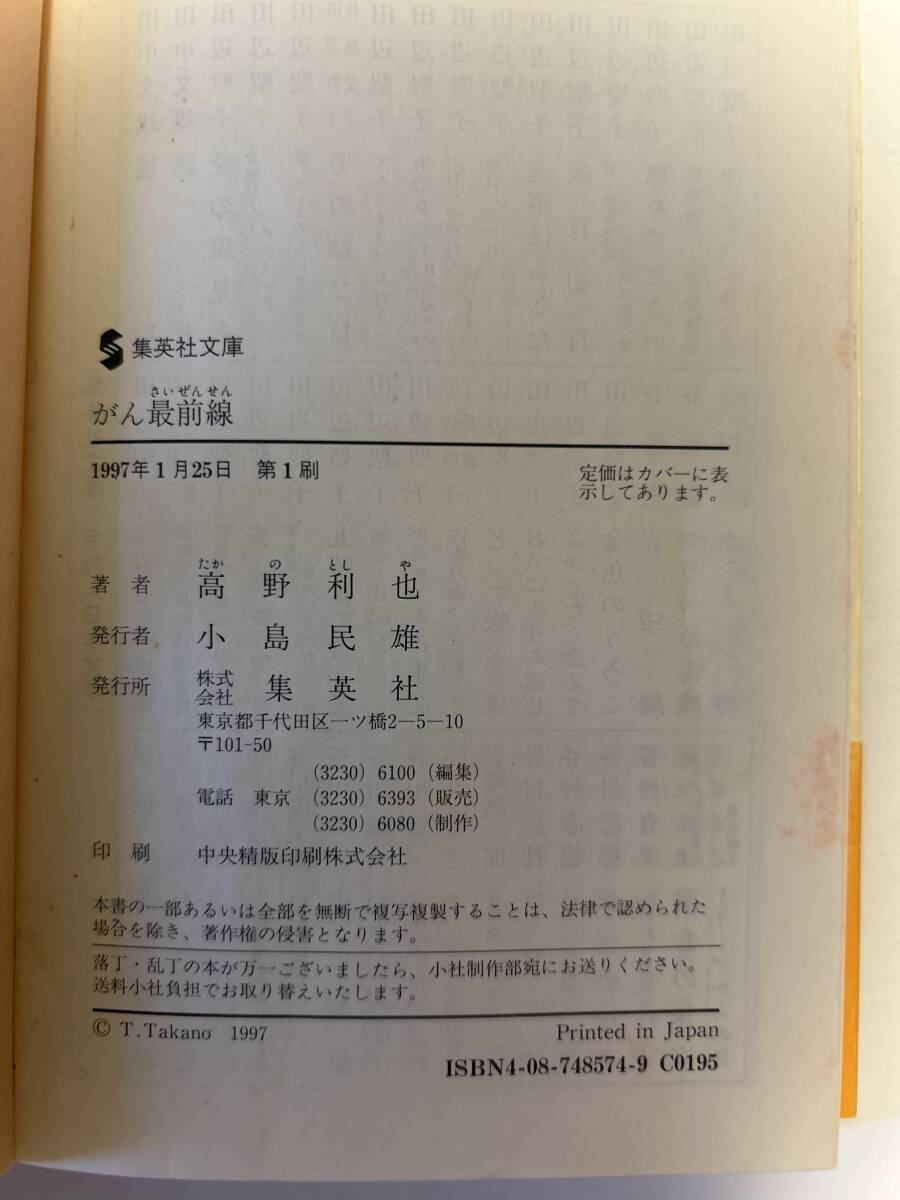 集英社文庫
さいぜんせん
がん最前線
1997年1月25日 第1刷
定価はカバーに表
示してあります。
たか の とし や
著者 高野利也
発行者 小島民雄
発行所 株式会社 集英社
東京都千代田区一ツ橋2—5—10
〒101-50
(3230) 6100 (編集)
電話 東京 (3230) 6393 (販売)
(3230) 6080 (制作)
印刷 中央精版印刷株式会社
本書の一部あるいは全部を無断で複写複製することは、法律で認められた
場合を除き、著作権の侵害となります。
落丁・乱丁の本が万一ございましたら、小社制作部宛にお送りください。
送料小社負担でお取り替えいたします。
© T.Takano 1997
Printed in Japan
ISBN4-08-748574-9 C0195